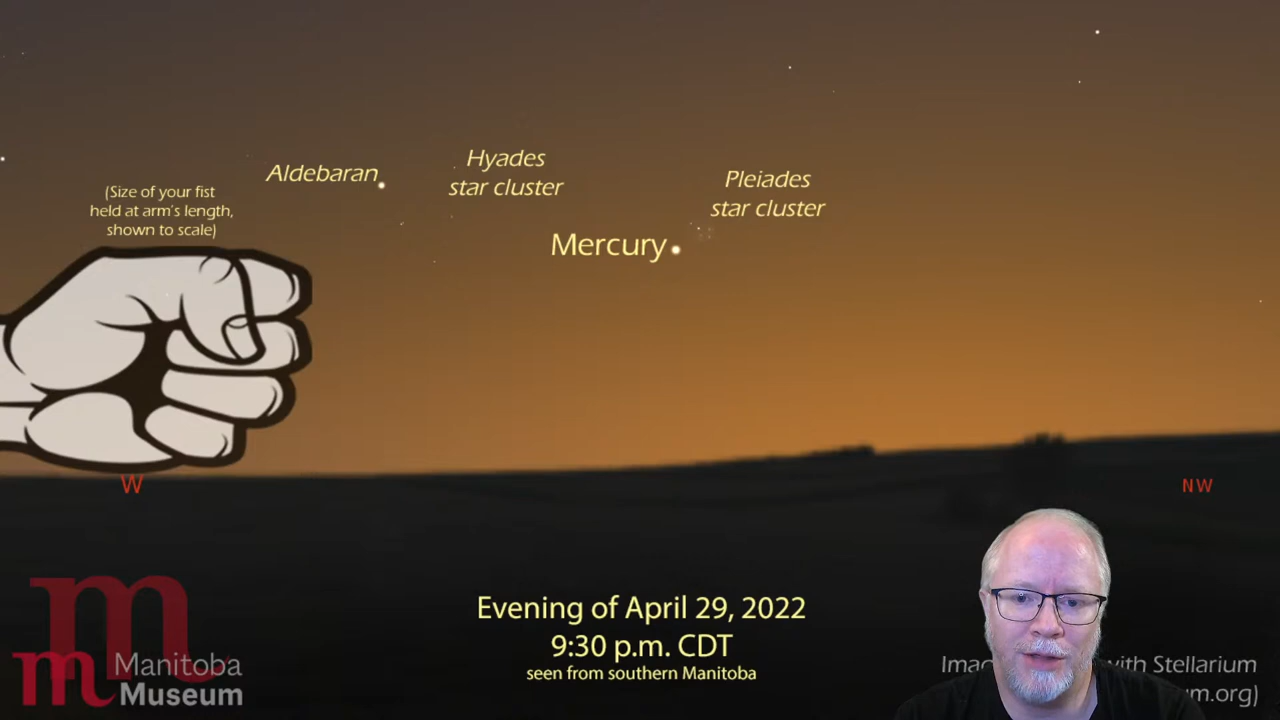 Aldebaran
Hyades
star cluster
Pleiades
star cluster
(Size of your fist
held at arm's length,
shown to scale)
Mercury
W
NW
Evening of April 29, 2022
9:30 p.m. CDT
seen from southern Manitoba
m
m
Manitoba
Museum
with Stellarium